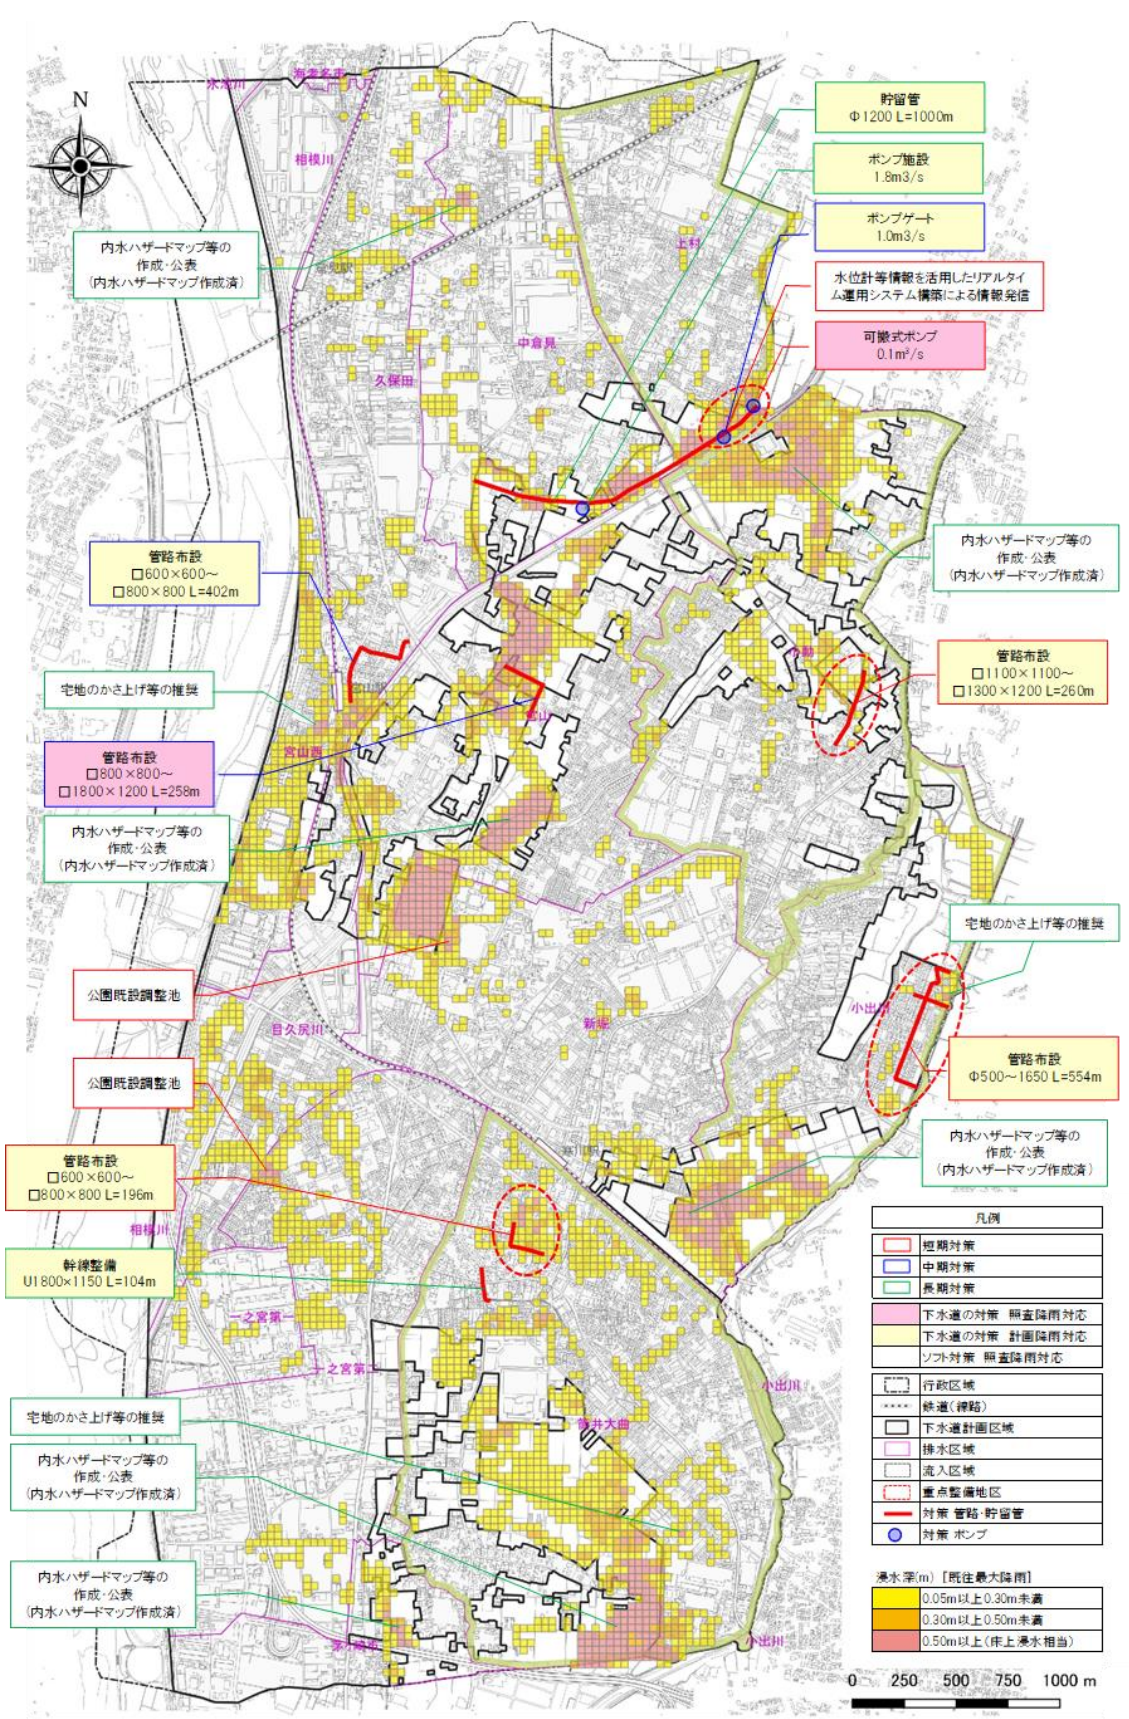 N
海老名市
永池川
相模川
貯留管
Φ1200 L=1000m
ポンプ施設
1.8m3/s
ポンプゲート
1.0m3/s
水位計等情報を活用したリアルタイ
ム運用システム構築による情報発信
可搬式ポンプ
0.1m³/s
内水ハザードマップ等の
作成・公表
(内水ハザードマップ作成済)
上村
中倉見
久保田
内水ハザードマップ等の
作成・公表
(内水ハザードマップ作成済)
管路布設
□600×600~
□800×800 L=402m
管路布設
□1100×1100~
□1300×1200 L=260m
小動
宅地のかさ上げ等の推奨
宮山駅
宮山
宮山西
管路布設
□800×800~
□1800×1200 L=258m
内水ハザードマップ等の
作成・公表
(内水ハザードマップ作成済)
宅地のかさ上げ等の推奨
公園既設調整池
目久尻川
新堀
小出川
管路布設
Φ500~1650 L=554m
公園既設調整池
内水ハザードマップ等の
作成・公表
(内水ハザードマップ作成済)
寒川駅
管路布設
□600×600~
□800×800 L=196m
相模川
幹線整備
U1800×1150 L=104m
一之宮第一
一之宮第二
小出川
宅地のかさ上げ等の推奨
筒井大曲
内水ハザードマップ等の
作成・公表
(内水ハザードマップ作成済)
内水ハザードマップ等の
作成・公表
(内水ハザードマップ作成済)
茅ヶ崎市
小出川
凡例
短期対策
中期対策
長期対策
下水道の対策 照査降雨対応
下水道の対策 計画降雨対応
ソフト対策 照査降雨対応
行政区域
鉄道(線路)
下水道計画区域
排水区域
流入区域
重点整備地区
対策 管路・貯留管
対策 ポンプ
浸水深(m) [既往最大降雨]
0.05m以上0.30m未満
0.30m以上0.50m未満
0.50m以上(床上浸水相当)
0 250 500 750 1000 m